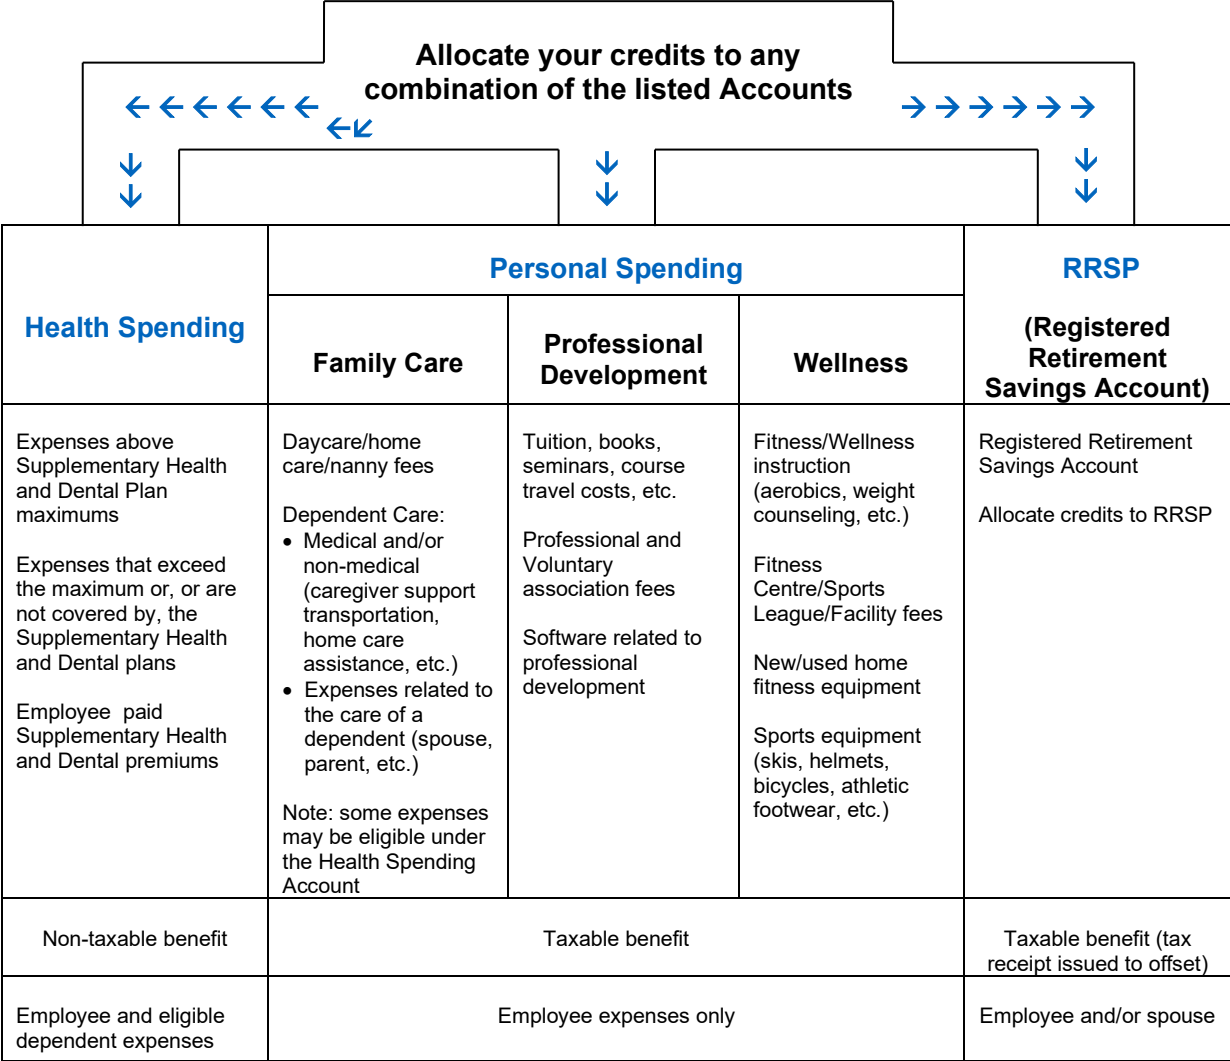 Allocate your credits to any
combination of the listed Accounts
Health Spending
Personal Spending
Family Care
Professional
Development
Wellness
RRSP
(Registered
Retirement
Savings Account)
Expenses above
Supplementary Health
and Dental Plan
maximums
Expenses that exceed
the maximum or, or are
not covered by, the
Supplementary Health
and Dental plans
Employee paid
Supplementary Health
and Dental premiums
Daycare/home
care/nanny fees
Dependent Care:
• Medical and/or
non-medical
(caregiver support
transportation,
home care
assistance, etc.)
• Expenses related to
the care of a
dependent (spouse,
parent, etc.)
Note: some expenses
may be eligible under
the Health Spending
Account
Tuition, books,
seminars, course
travel costs, etc.
Professional and
Voluntary
association fees
Software related to
professional
development
Fitness/Wellness
instruction
(aerobics, weight
counseling, etc.)
Fitness
Centre/Sports
League/Facility fees
New/used home
fitness equipment
Sports equipment
(skis, helmets,
bicycles, athletic
footwear, etc.)
Registered Retirement
Savings Account
Allocate credits to RRSP
Non-taxable benefit
Taxable benefit
Taxable benefit (tax
receipt issued to offset)
Employee and eligible
dependent expenses
Employee expenses only
Employee and/or spouse